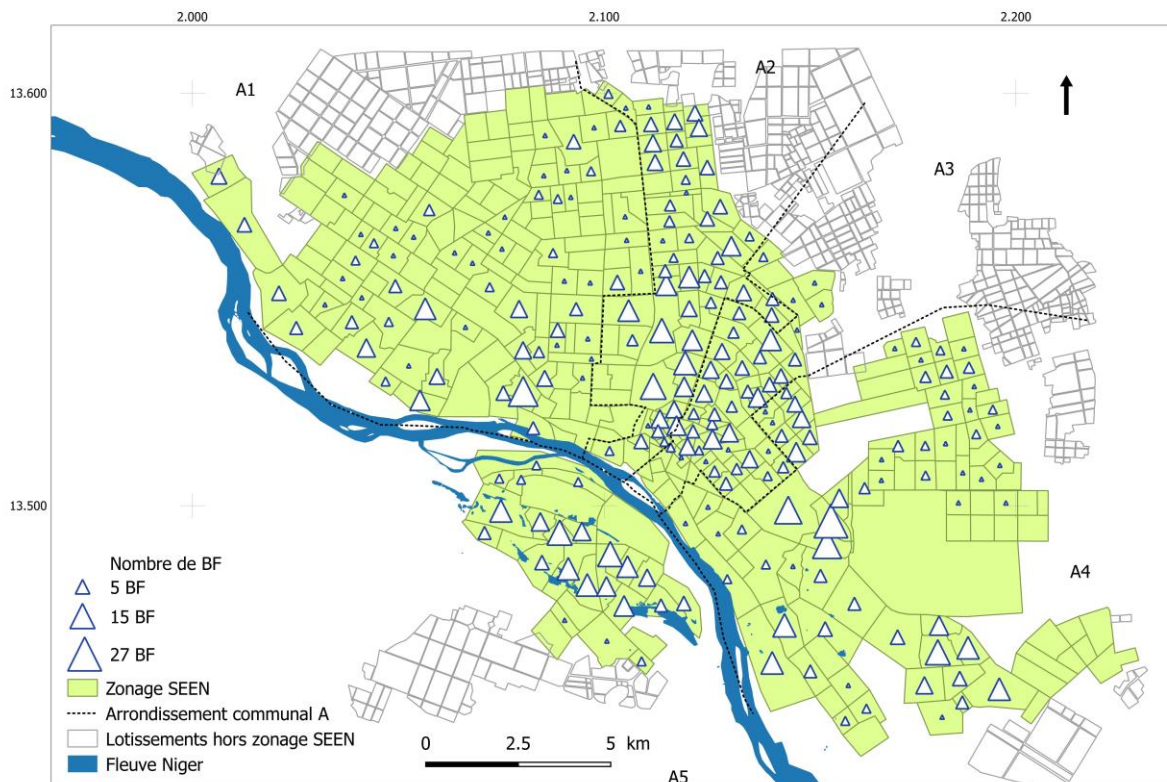 2.000 2.100 2.200
A1 A2
13.600
A3
13.500
Nombre de BF
5 BF
15 BF
27 BF
Zonage SEEN
Arrondissement communal A
Lotissements hors zonage SEEN
Fleuve Niger
0 2.5 5 km
A4
A5